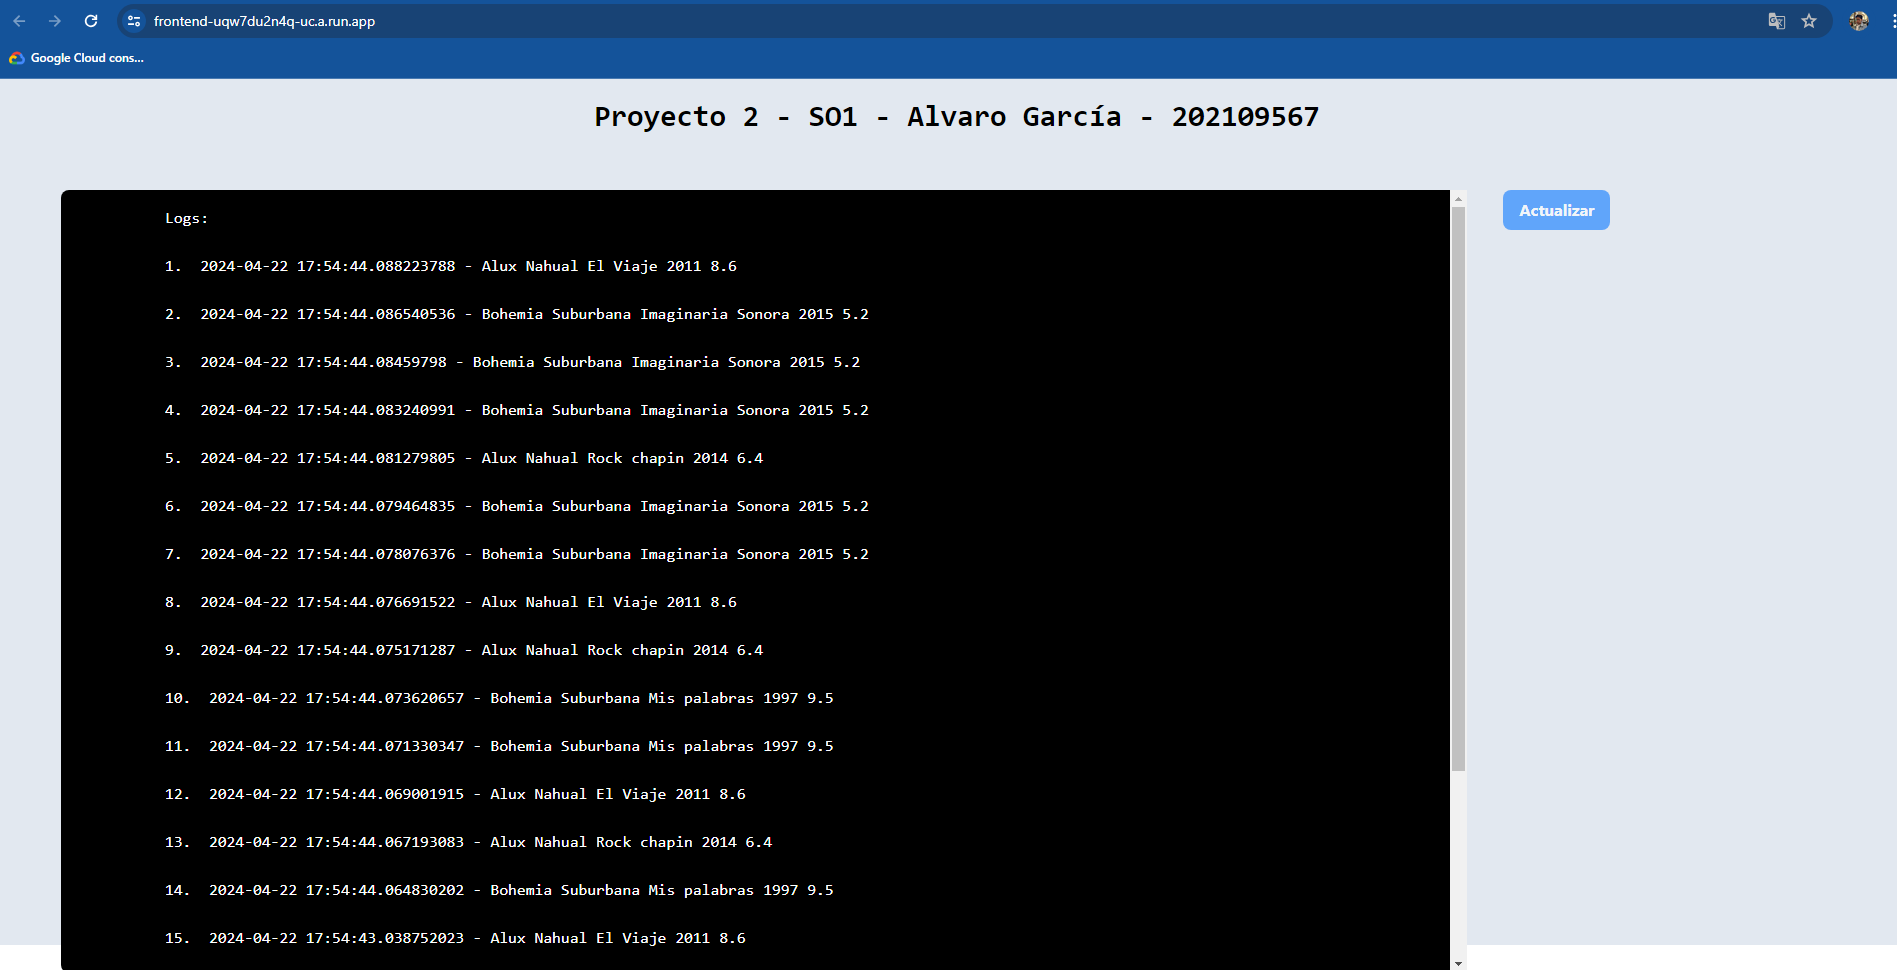 frontend-uqw7du2n4q-uc.a.run.app
Google Cloud cons...
Proyecto 2 - SO1 - Alvaro García - 202109567
Actualizar
Logs:
1. 2024-04-22 17:54:44.088223788 - Alux Nahual El Viaje 2011 8.6
2. 2024-04-22 17:54:44.086540536 - Bohemia Suburbana Imaginaria Sonora 2015 5.2
3. 2024-04-22 17:54:44.08459798 - Bohemia Suburbana Imaginaria Sonora 2015 5.2
4. 2024-04-22 17:54:44.083240991 - Bohemia Suburbana Imaginaria Sonora 2015 5.2
5. 2024-04-22 17:54:44.081279805 - Alux Nahual Rock chapin 2014 6.4
6. 2024-04-22 17:54:44.079464835 - Bohemia Suburbana Imaginaria Sonora 2015 5.2
7. 2024-04-22 17:54:44.078076376 - Bohemia Suburbana Imaginaria Sonora 2015 5.2
8. 2024-04-22 17:54:44.076691522 - Alux Nahual El Viaje 2011 8.6
9. 2024-04-22 17:54:44.075171287 - Alux Nahual Rock chapin 2014 6.4
10. 2024-04-22 17:54:44.073620657 - Bohemia Suburbana Mis palabras 1997 9.5
11. 2024-04-22 17:54:44.071330347 - Bohemia Suburbana Mis palabras 1997 9.5
12. 2024-04-22 17:54:44.069001915 - Alux Nahual El Viaje 2011 8.6
13. 2024-04-22 17:54:44.067193083 - Alux Nahual Rock chapin 2014 6.4
14. 2024-04-22 17:54:44.064830202 - Bohemia Suburbana Mis palabras 1997 9.5
15. 2024-04-22 17:54:43.038752023 - Alux Nahual El Viaje 2011 8.6